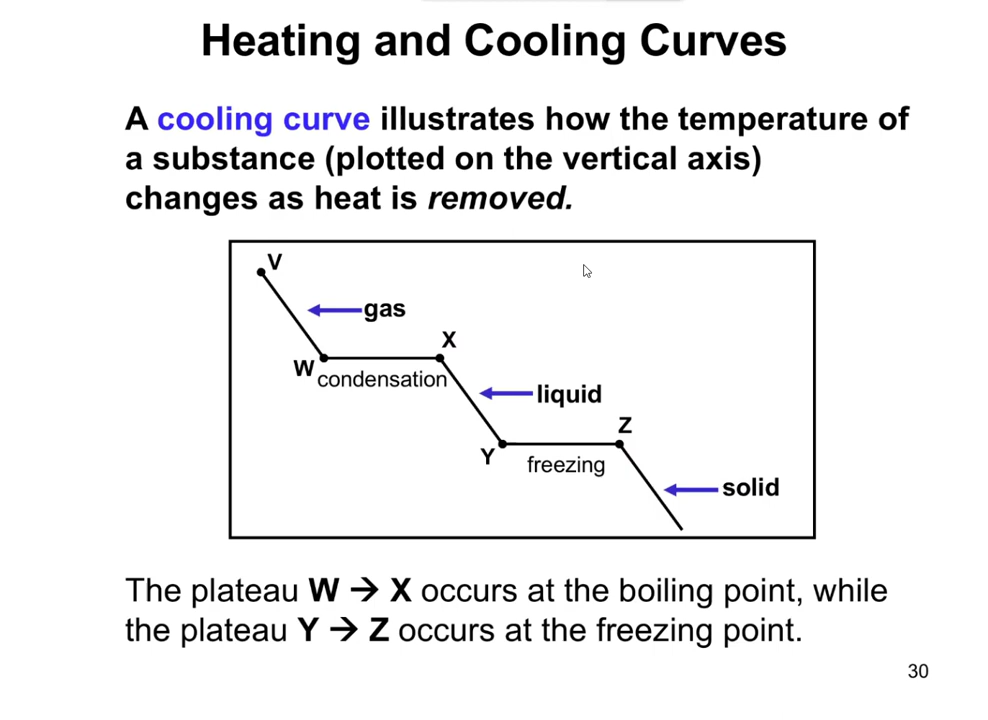 Heating and Cooling Curves
A cooling curve illustrates how the temperature of
a substance (plotted on the vertical axis)
changes as heat is removed.
V
gas
X
W
condensation
liquid
Z
Y
freezing
solid
The plateau W → X occurs at the boiling point, while
the plateau Y → Z occurs at the freezing point.
30